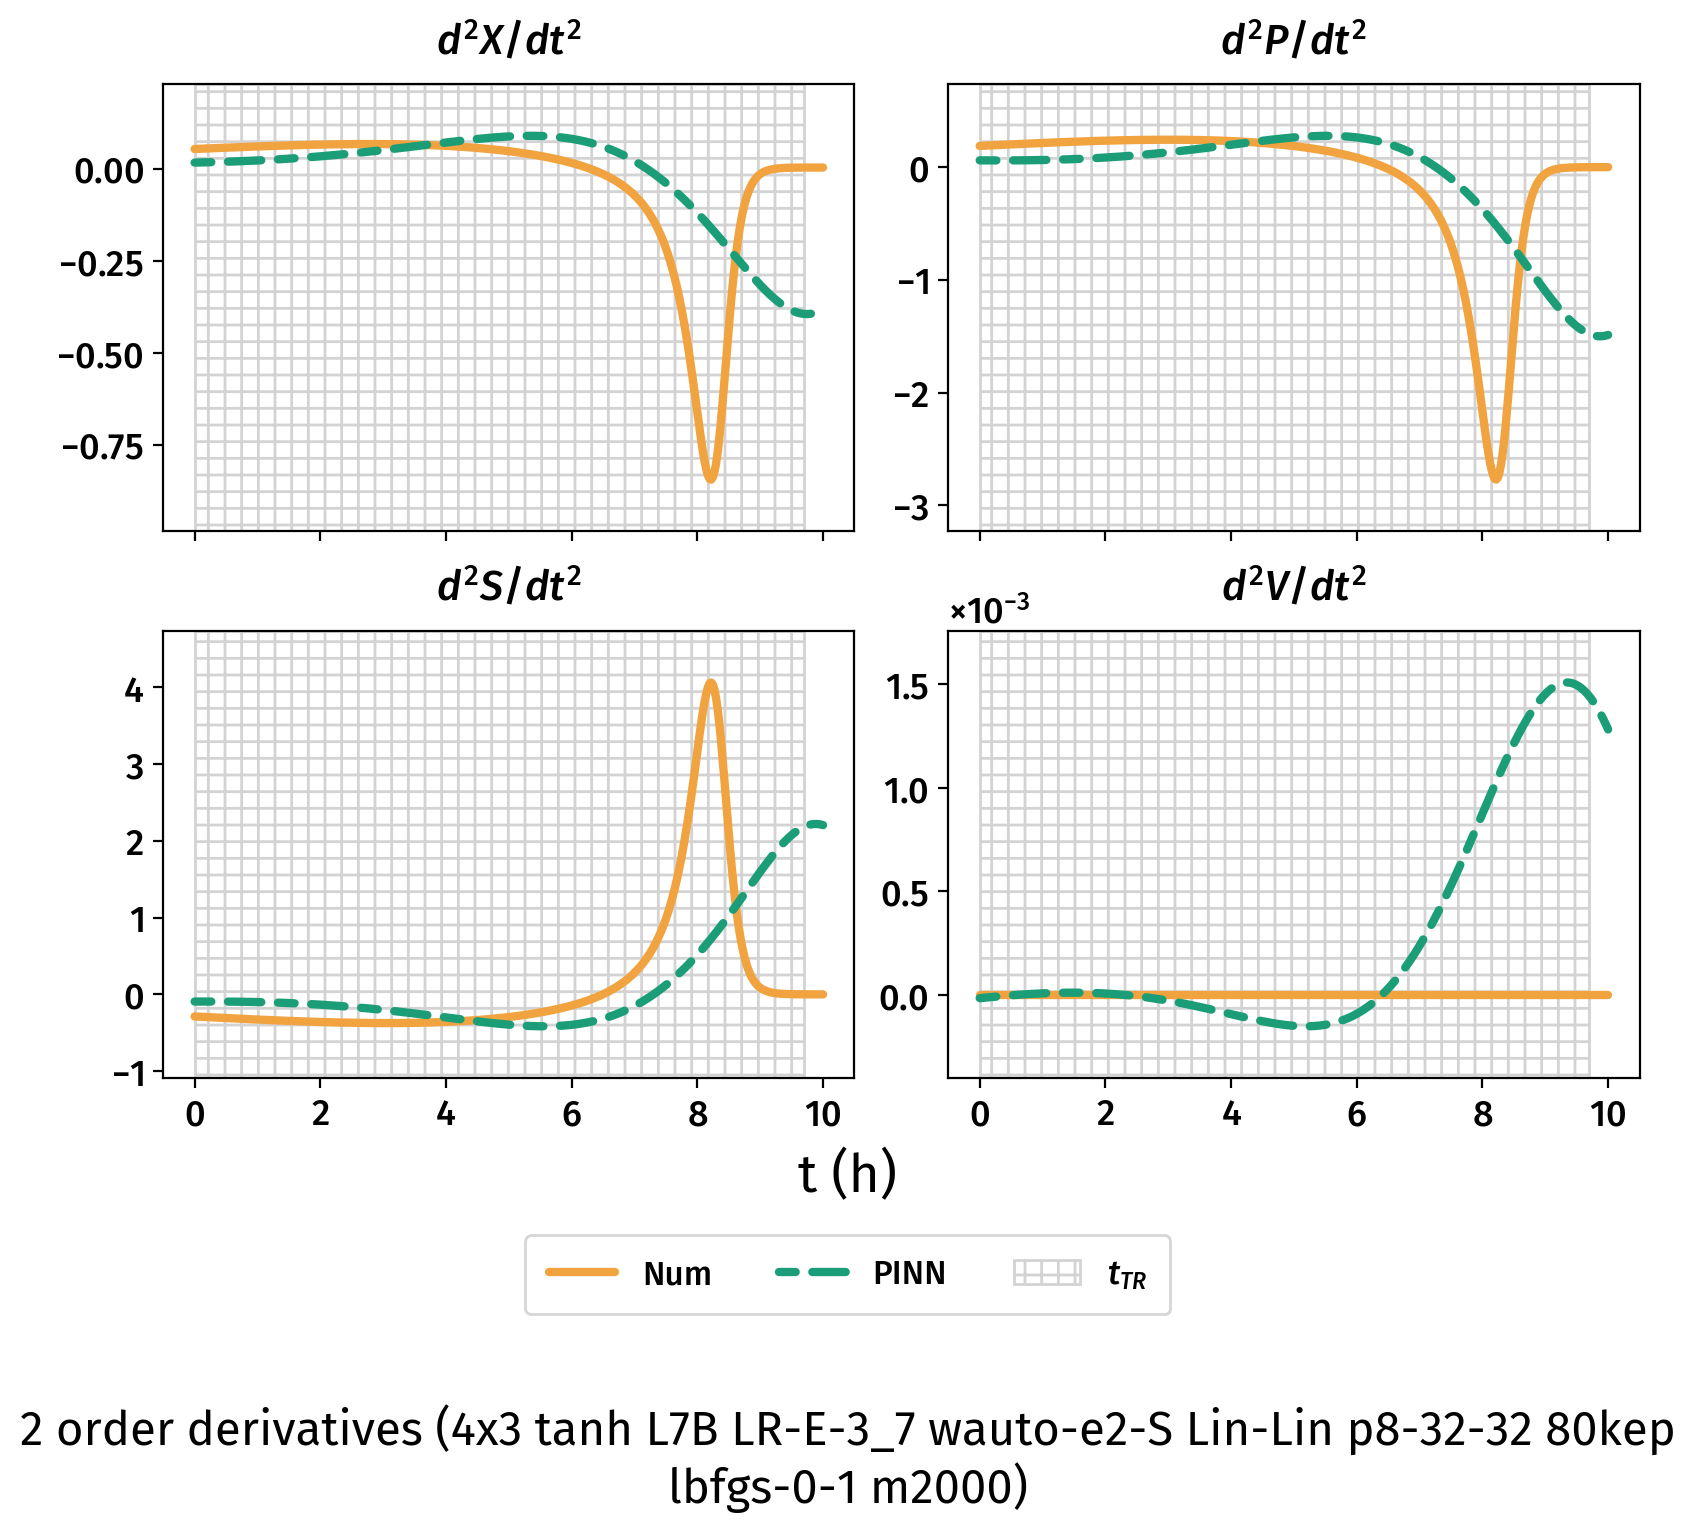 d²X/dt²
d²P/dt²
0.00
−0.25
−0.50
−0.75
0
−1
−2
−3
d²S/dt²
d²V/dt²
×10⁻³
4
3
2
1
0
−1
1.5
1.0
0.5
0.0
0 2 4 6 8 10
0 2 4 6 8 10
t (h)
Num PINN t_TR
2 order derivatives (4x3 tanh L7B LR-E-3_7 wauto-e2-S Lin-Lin p8-32-32 80kep
lbfgs-0-1 m2000)